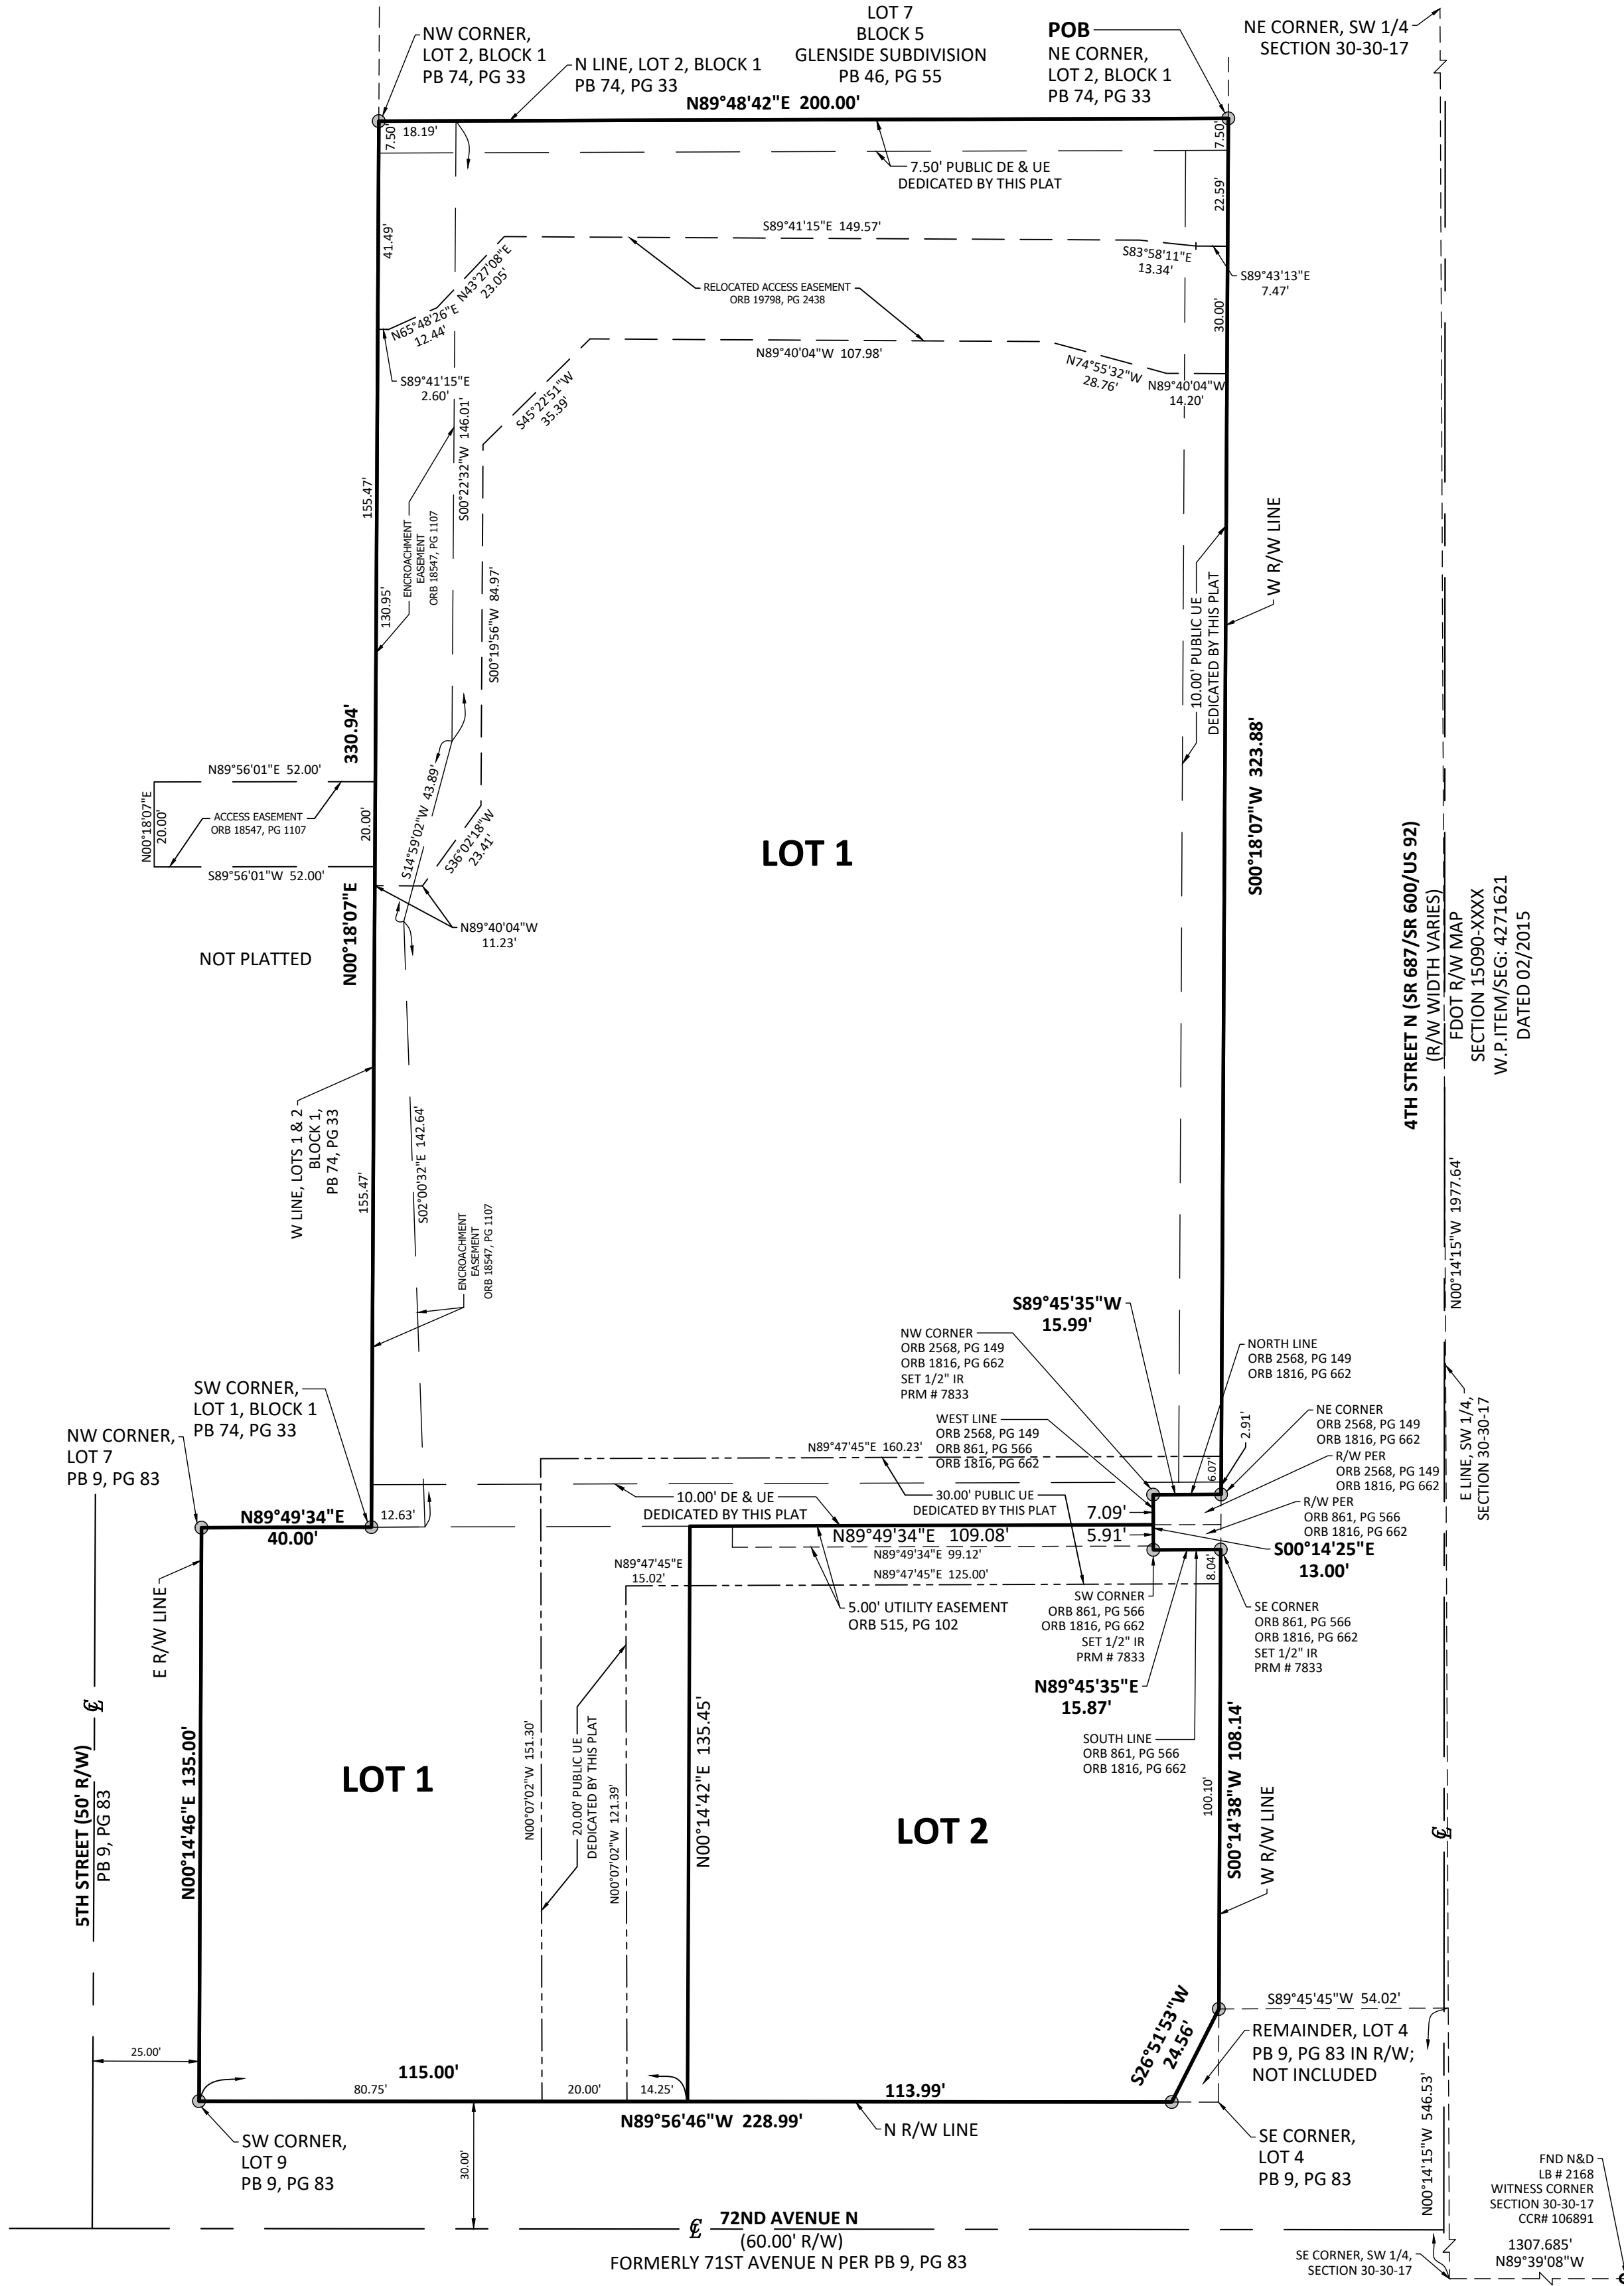 LOT 7
BLOCK 5
GLENSIDE SUBDIVISION
PB 46, PG 55
NW CORNER,
LOT 2, BLOCK 1
PB 74, PG 33
N LINE, LOT 2, BLOCK 1
PB 74, PG 33
POB
NE CORNER,
LOT 2, BLOCK 1
PB 74, PG 33
NE CORNER, SW 1/4
SECTION 30-30-17
N89°48'42"E 200.00'
7.50'
18.19'
7.50'
7.50' PUBLIC DE & UE
DEDICATED BY THIS PLAT
22.59'
41.49'
S89°41'15"E 149.57'
N43°27'08"E
23.05'
S83°58'11"E
13.34'
S89°43'13"E
7.47'
RELOCATED ACCESS EASEMENT
ORB 19798, PG 2438
30.00'
N65°48'26"E
12.44'
N89°40'04"W 107.98'
N74°55'32"W
28.76'
N89°40'04"W
14.20'
S89°41'15"E
2.60'
S45°22'51"W
35.39'
S00°22'32"W 146.01'
155.47'
ENCROACHMENT
EASEMENT
ORB 18547, PG 1107
130.95'
S00°19'56"W 84.97'
W R/W LINE
10.00' PUBLIC UE
DEDICATED BY THIS PLAT
330.94'
S00°18'07"W 323.88'
N89°56'01"E 52.00'
N00°18'07"E
20.00'
ACCESS EASEMENT
ORB 18547, PG 1107
20.00'
S89°56'01"W 52.00'
S14°59'02"W 43.89'
S36°02'18"W
23.41'
N89°40'04"W
11.23'
LOT 1
N00°18'07"E
NOT PLATTED
4TH STREET N (SR 687/SR 600/US 92)
(R/W WIDTH VARIES)
FDOT R/W MAP
SECTION 15090-XXXX
W.P.ITEM/SEG: 4271621
DATED 02/2015
W LINE, LOTS 1 & 2
BLOCK 1,
PB 74, PG 33
155.47'
S02°00'32"E 142.64'
ENCROACHMENT
EASEMENT
ORB 18547, PG 1107
N00°14'15"W 1977.64'
E LINE, SW 1/4,
SECTION 30-30-17
S89°45'35"W
15.99'
NW CORNER
ORB 2568, PG 149
ORB 1816, PG 662
SET 1/2" IR
PRM # 7833
NORTH LINE
ORB 2568, PG 149
ORB 1816, PG 662
WEST LINE
ORB 2568, PG 149
ORB 861, PG 566
ORB 1816, PG 662
2.91'
6.07'
NE CORNER
ORB 2568, PG 149
ORB 1816, PG 662
R/W PER
ORB 2568, PG 149
ORB 1816, PG 662
R/W PER
ORB 861, PG 566
ORB 1816, PG 662
SW CORNER,
LOT 1, BLOCK 1
PB 74, PG 33
NW CORNER,
LOT 7
PB 9, PG 83
N89°47'45"E 160.23'
10.00' DE & UE
DEDICATED BY THIS PLAT
30.00' PUBLIC UE
DEDICATED BY THIS PLAT
7.09'
5.91'
N89°49'34"E
40.00'
12.63'
N89°49'34"E 109.08'
N89°49'34"E 99.12'
S00°14'25"E
13.00'
8.04'
N89°47'45"E
15.02'
N89°47'45"E 125.00'
5.00' UTILITY EASEMENT
ORB 515, PG 102
SW CORNER
ORB 861, PG 566
ORB 1816, PG 662
SET 1/2" IR
PRM # 7833
SE CORNER
ORB 861, PG 566
ORB 1816, PG 662
SET 1/2" IR
PRM # 7833
N89°45'35"E
15.87'
SOUTH LINE
ORB 861, PG 566
ORB 1816, PG 662
E R/W LINE
5TH STREET (50' R/W)
PB 9, PG 83
℄
N00°14'46"E 135.00'
LOT 1
N00°07'02"W 151.30'
20.00' PUBLIC UE
DEDICATED BY THIS PLAT
N00°07'02"W 121.39'
N00°14'42"E 135.45'
LOT 2
100.10'
S00°14'38"W 108.14'
W R/W LINE
℄
S89°45'45"W 54.02'
S26°51'53"W
24.56'
REMAINDER, LOT 4
PB 9, PG 83 IN R/W;
NOT INCLUDED
25.00'
115.00'
80.75'
20.00'
14.25'
113.99'
N89°56'46"W 228.99'
N R/W LINE
SW CORNER,
LOT 9
PB 9, PG 83
30.00'
SE CORNER,
LOT 4
PB 9, PG 83
N00°14'15"W 546.53'
FND N&D
LB # 2168
WITNESS CORNER
SECTION 30-30-17
CCR# 106891
℄ 72ND AVENUE N
(60.00' R/W)
FORMERLY 71ST AVENUE N PER PB 9, PG 83
SE CORNER, SW 1/4,
SECTION 30-30-17
1307.685'
N89°39'08"W